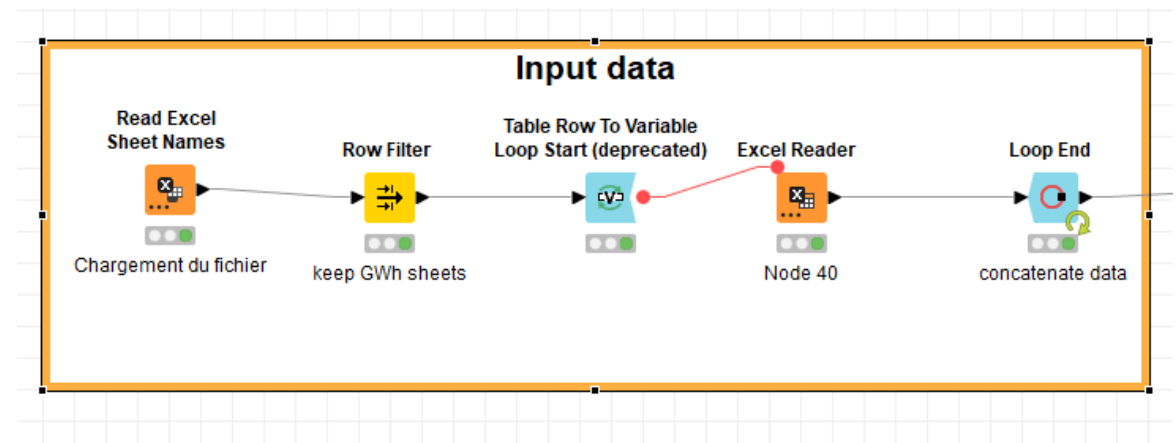 Input data
Read Excel
Sheet Names
Row Filter
Table Row To Variable
Loop Start (deprecated)
Excel Reader
Loop End
Chargement du fichier
keep GWh sheets
Node 40
concatenate data